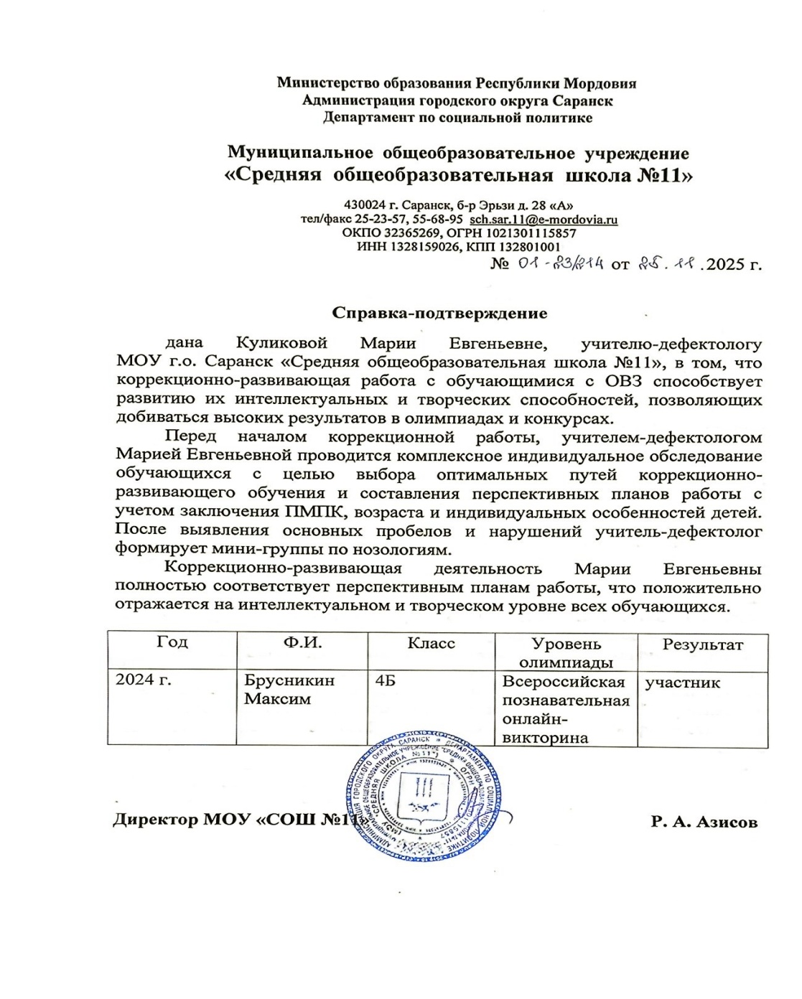 Министерство образования Республики Мордовия
Администрация городского округа Саранск
Департамент по социальной политике
Муниципальное общеобразовательное учреждение
«Средняя общеобразовательная школа №11»
430024 г. Саранск, б-р Эрьзи д. 28 «А»
тел/факс 25-23-57, 55-68-95 sch.sar.11@e-mordovia.ru
ОКПО 32365269, ОГРН 1021301115857
ИНН 1328159026, КПП 132801001
№ 01-23/214 от 25.11.2025 г.
Справка-подтверждение
дана Куликовой Марии Евгеньевне, учителю-дефектологу
МОУ г.о. Саранск «Средняя общеобразовательная школа №11», в том, что
коррекционно-развивающая работа с обучающимися с ОВЗ способствует
развитию их интеллектуальных и творческих способностей, позволяющих
добиваться высоких результатов в олимпиадах и конкурсах.
Перед началом коррекционной работы, учителем-дефектологом
Марией Евгеньевной проводится комплексное индивидуальное обследование
обучающихся с целью выбора оптимальных путей коррекционно-
развивающего обучения и составления перспективных планов работы с
учетом заключения ПМПК, возраста и индивидуальных особенностей детей.
После выявления основных пробелов и нарушений учитель-дефектолог
формирует мини-группы по нозологиям.
Коррекционно-развивающая деятельность Марии Евгеньевны
полностью соответствует перспективным планам работы, что положительно
отражается на интеллектуальном и творческом уровне всех обучающихся.
Год Ф.И. Класс Уровень Результат
олимпиады
2024 г. Брусникин 4Б Всероссийская участник
Максим познавательная
онлайн-
викторина
Директор МОУ «СОШ №11» Р. А. Азисов
АДМИНИСТРАЦИЯ ГОРОДСКОГО ОКРУГА САРАНСК * ДЕПАРТАМЕНТ ПО СОЦИАЛЬНОЙ ПОЛИТИКЕ